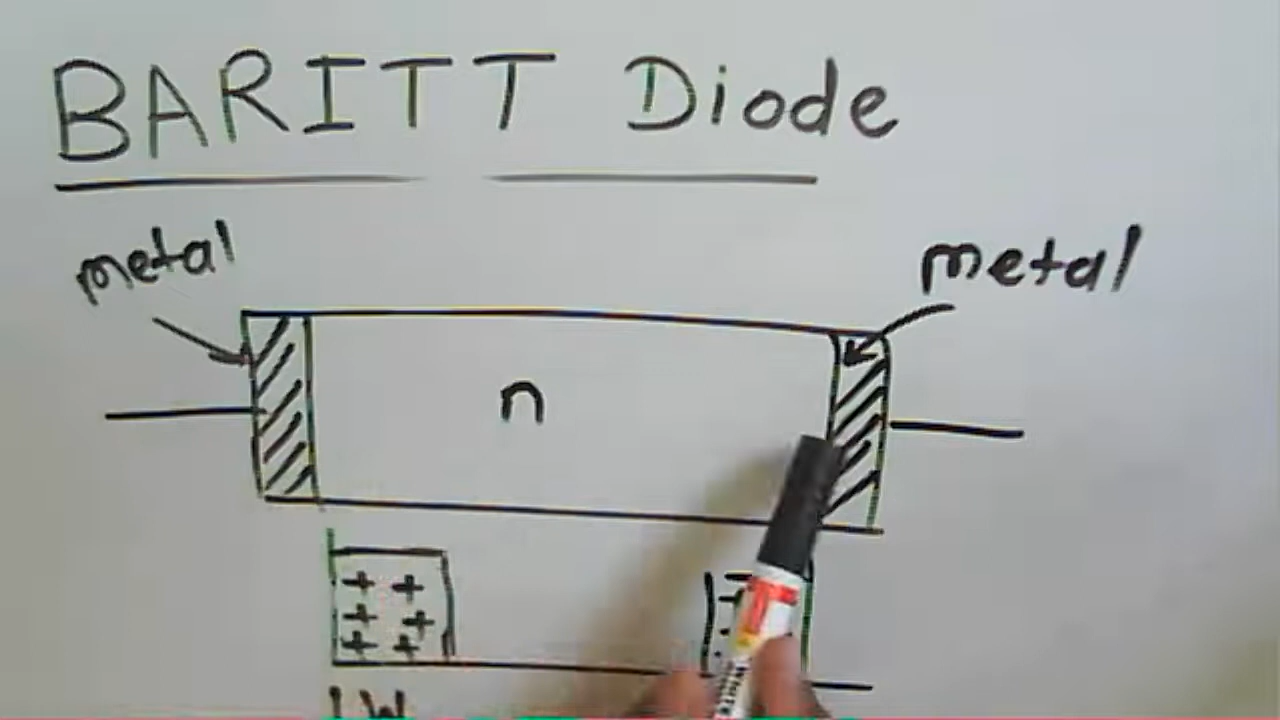 BARITT Diode
metal
metal
n
+ +
+ +
+ +
W